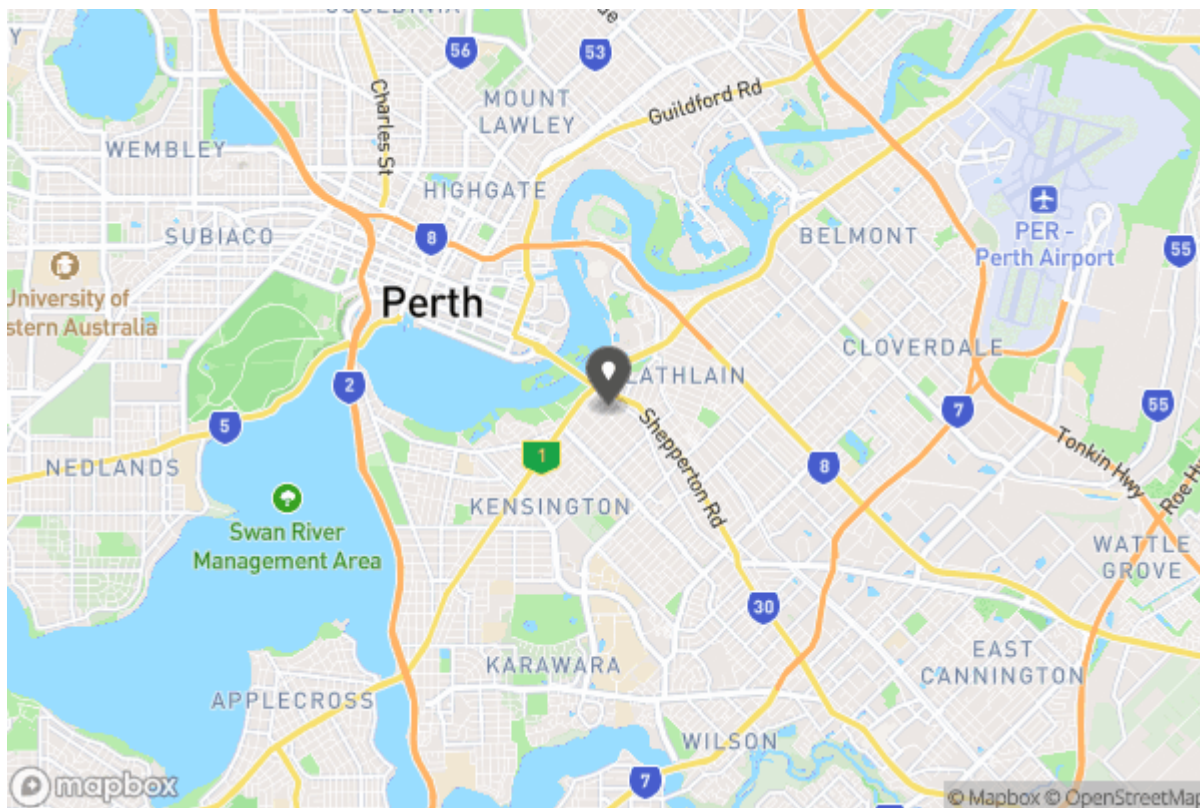 56
53
MOUNT
LAWLEY
Guildford Rd
Charles St
WEMBLEY
HIGHGATE
SUBIACO
8
BELMONT
PER -
Perth Airport
55
University of
stern Australia
Perth
CLOVERDALE
LATHLAIN
2
5
7
55
NEDLANDS
1
Shepperton Rd
8
Tonkin Hwy
Roe
KENSINGTON
Swan River
Management Area
WATTLE
GROVE
30
EAST
CANNINGTON
KARAWARA
APPLECROSS
WILSON
7
mapbox
© Mapbox © OpenStreetMap